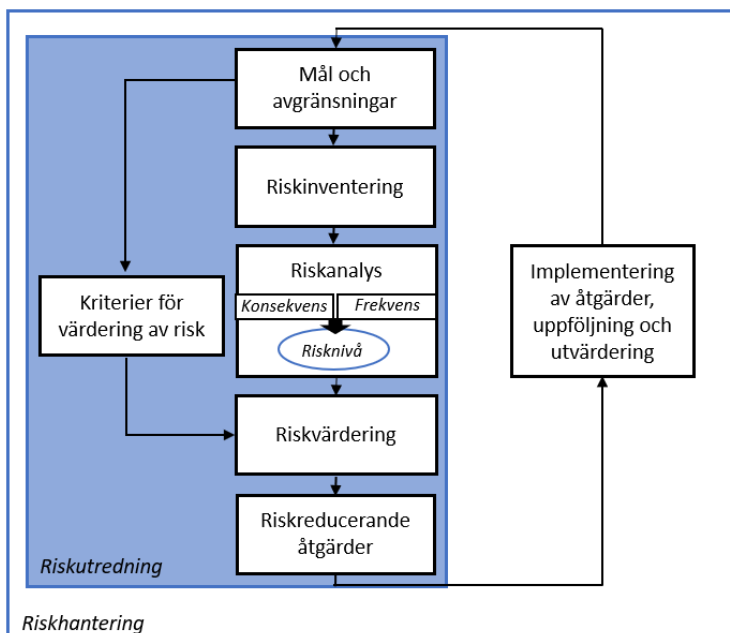 Mål och
avgränsningar
Riskinventering
Riskanalys
Konsekvens
Frekvens
Risknivå
Kriterier för
värdering av risk
Implementering
av åtgärder,
uppföljning och
utvärdering
Riskvärdering
Riskreducerande
åtgärder
Riskutredning
Riskhantering